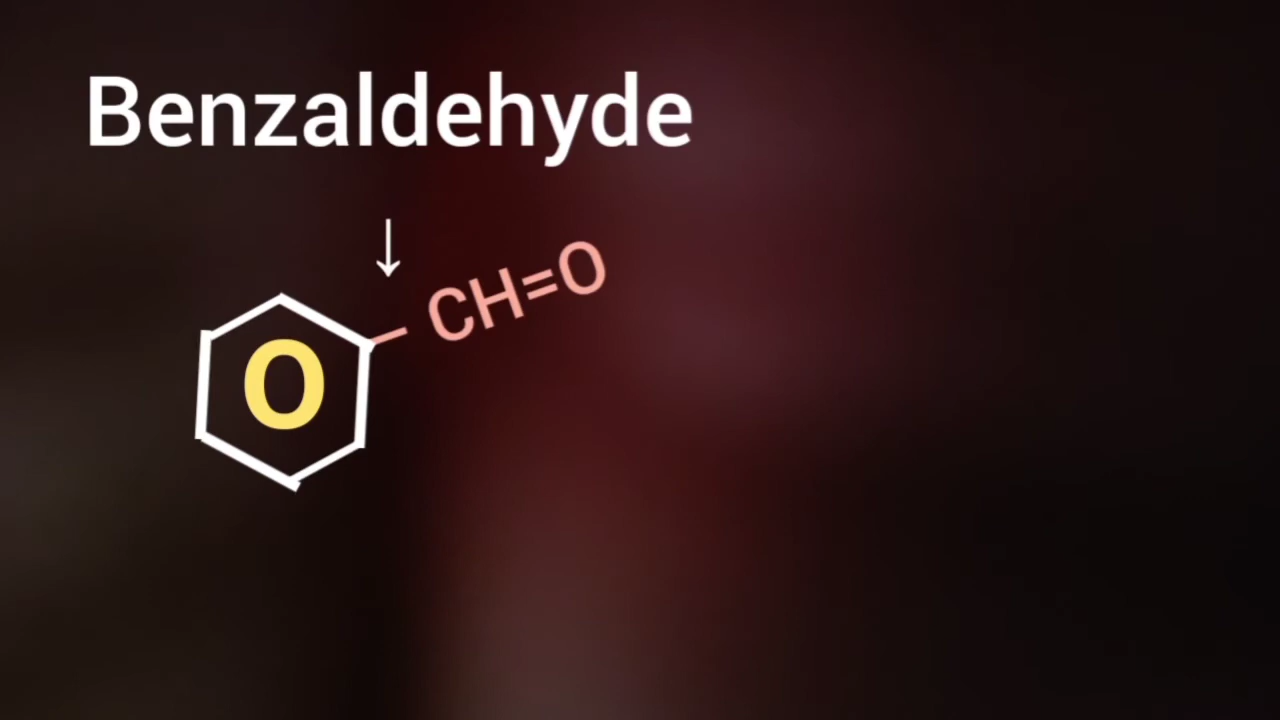 Benzaldehyde
↓
- CH=O
O